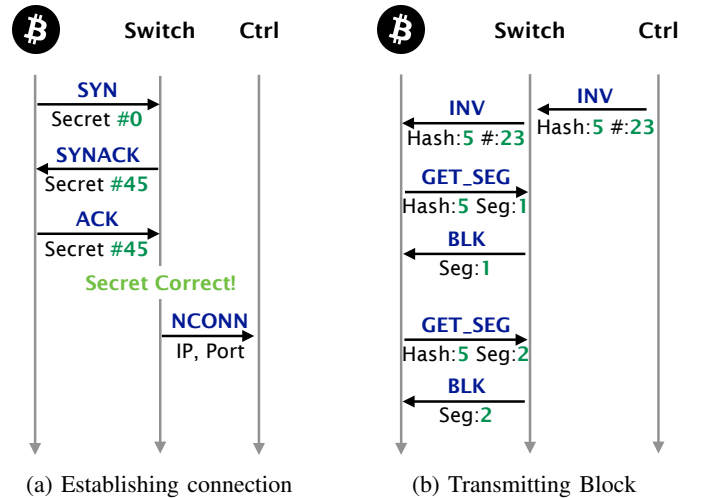 Switch Ctrl
SYN
Secret #0
SYNACK
Secret #45
ACK
Secret #45
Secret Correct!
NCONN
IP, Port
(a) Establishing connection
Switch Ctrl
INV
Hash:5 #:23
INV
Hash:5 #:23
GET_SEG
Hash:5 Seg:1
BLK
Seg:1
GET_SEG
Hash:5 Seg:2
BLK
Seg:2
(b) Transmitting Block